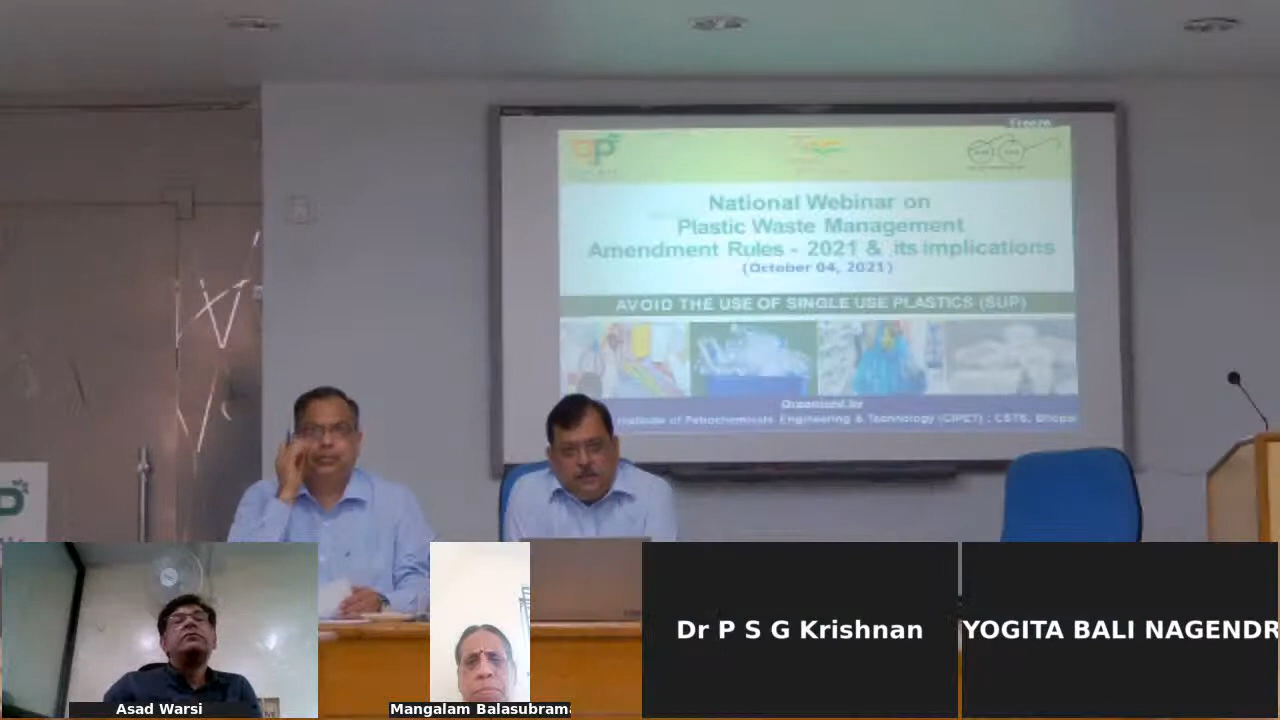 Freeze
National Webinar on
Plastic Waste Management
Amendment Rules - 2021 & its implications
(October 04, 2021)
AVOID THE USE OF SINGLE USE PLASTICS (SUP)
Organised by
Institute of Petrochemicals Engineering & Technology (CIPET) : CSTS, Bhopal
Asad Warsi
Mangalam Balasubrama
Dr P S G Krishnan
YOGITA BALI NAGENDR